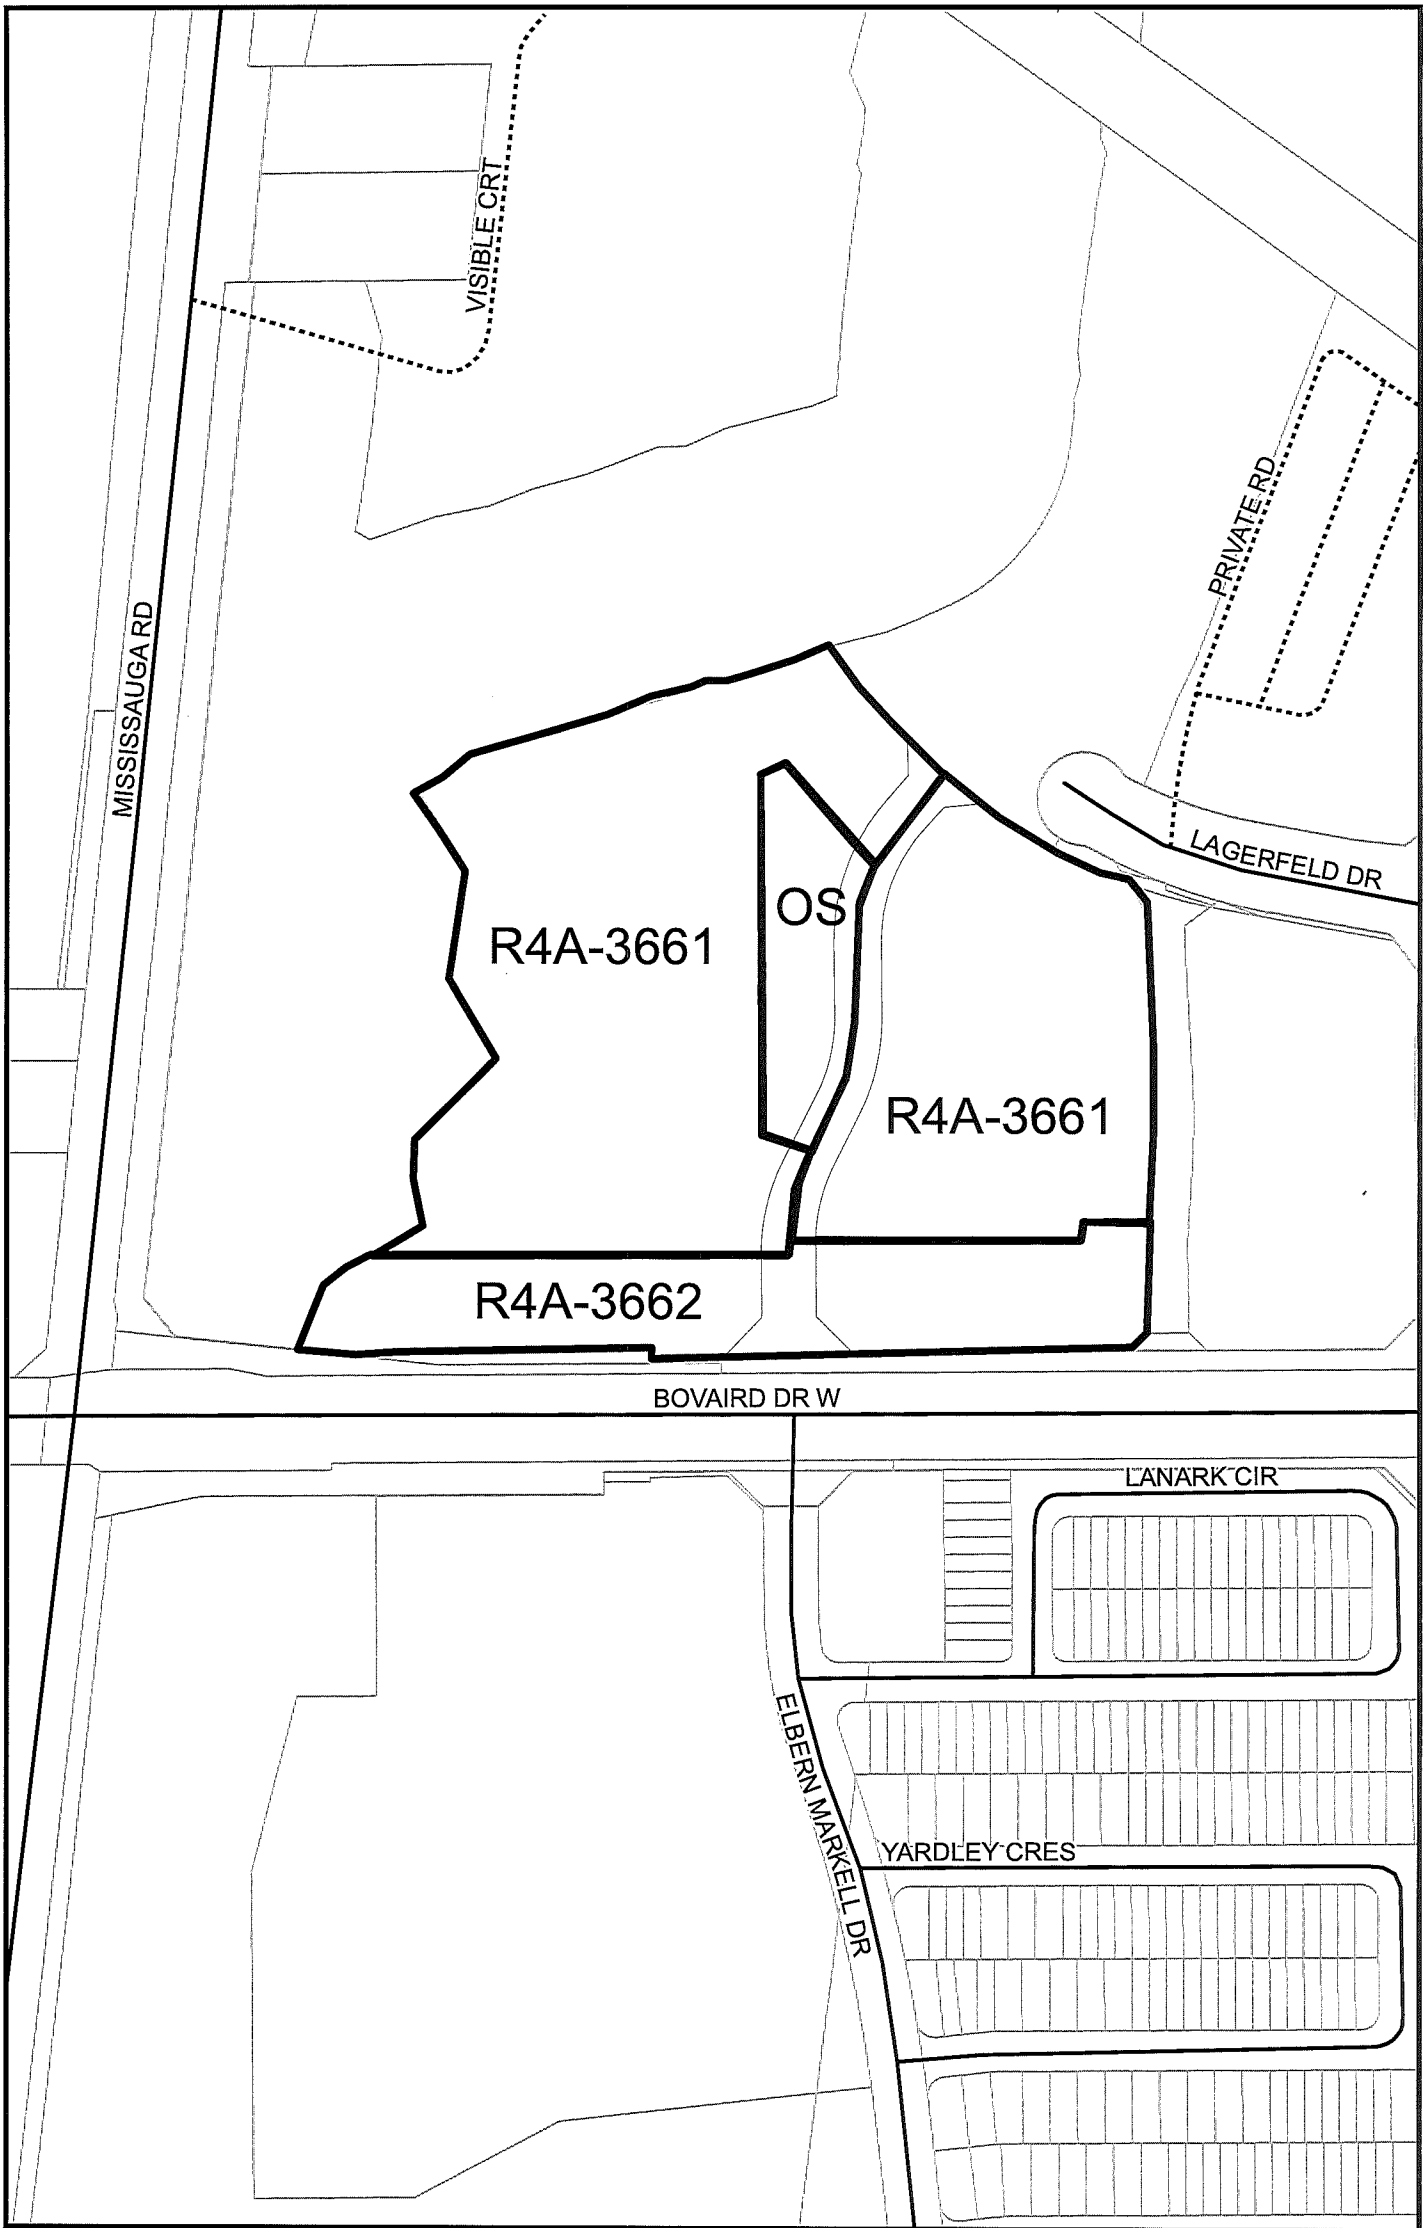 VISIBLE CRT
PRIVATE RD
MISSISSAUGA RD
LAGERFELD DR
OS
R4A-3661
R4A-3661
R4A-3662
BOVAIRD DR W
LANARK CIR
ELBERN MARKELL DR
YARDLEY CRES